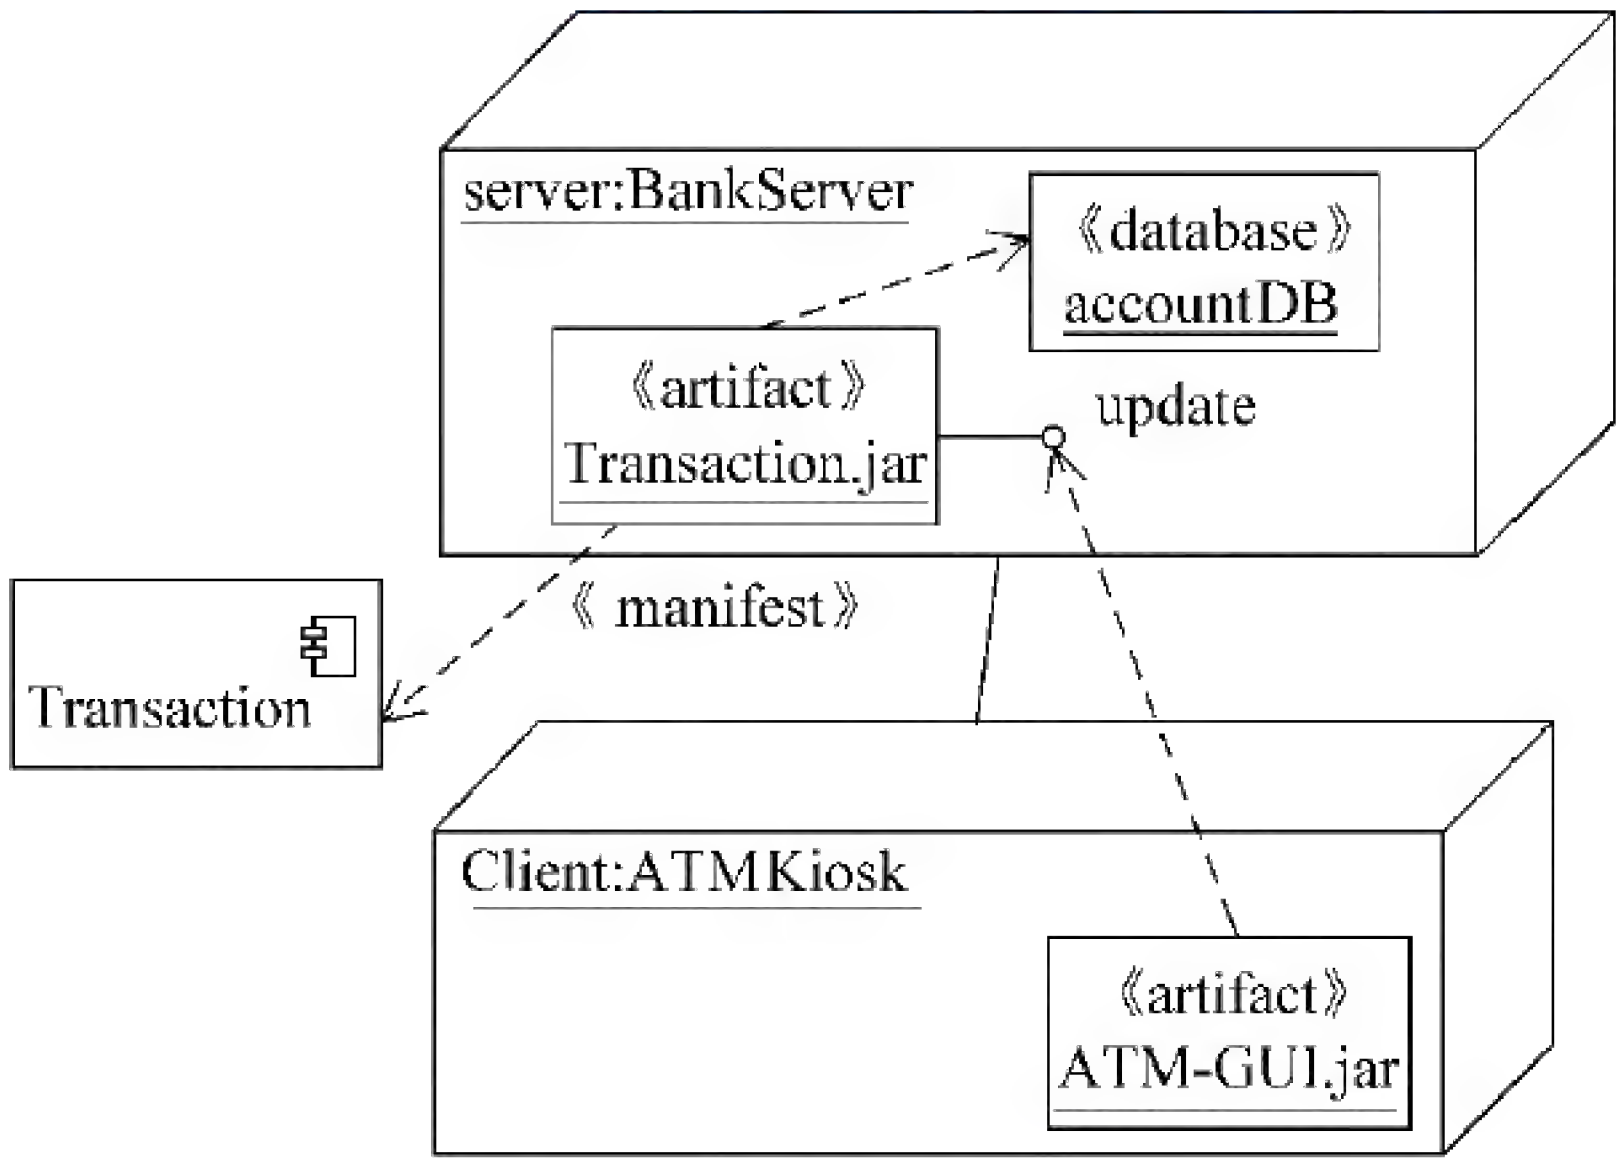 server:BankServer
《database》
accountDB
《artifact》
Transaction.jar
update
《manifest》
Transaction
Client:ATMKiosk
《artifact》
ATM-GUI.jar